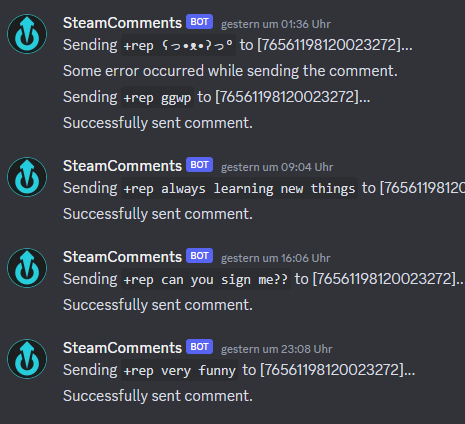 SteamComments BOT gestern um 01:36 Uhr
Sending +rep ʕっ•ᴥ•ʔっ° to [76561198120023272]...
Some error occurred while sending the comment.
Sending +rep ggwp to [76561198120023272]...
Successfully sent comment.
SteamComments BOT gestern um 09:04 Uhr
Sending +rep always learning new things to [76561198120
Successfully sent comment.
SteamComments BOT gestern um 16:06 Uhr
Sending +rep can you sign me?? to [76561198120023272]...
Successfully sent comment.
SteamComments BOT gestern um 23:08 Uhr
Sending +rep very funny to [76561198120023272]...
Successfully sent comment.